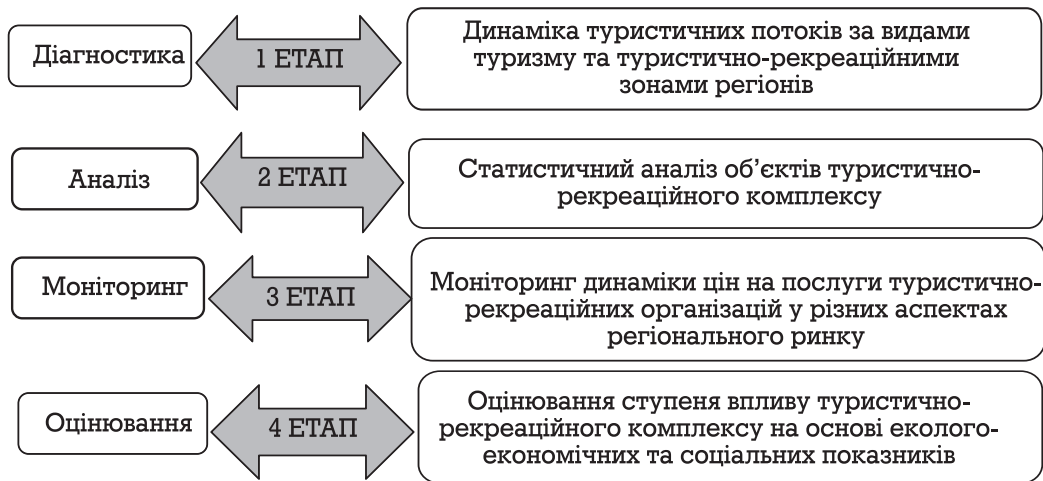 Діагностика
1 ЕТАП
Динаміка туристичних потоків за видами
туризму та туристично-рекреаційними
зонами регіонів
Аналіз
2 ЕТАП
Статистичний аналіз об’єктів туристично-
рекреаційного комплексу
Моніторинг
3 ЕТАП
Моніторинг динаміки цін на послуги туристично-
рекреаційних організацій у різних аспектах
регіонального ринку
Оцінювання
4 ЕТАП
Оцінювання ступеня впливу туристично-
рекреаційного комплексу на основі еколого-
економічних та соціальних показників